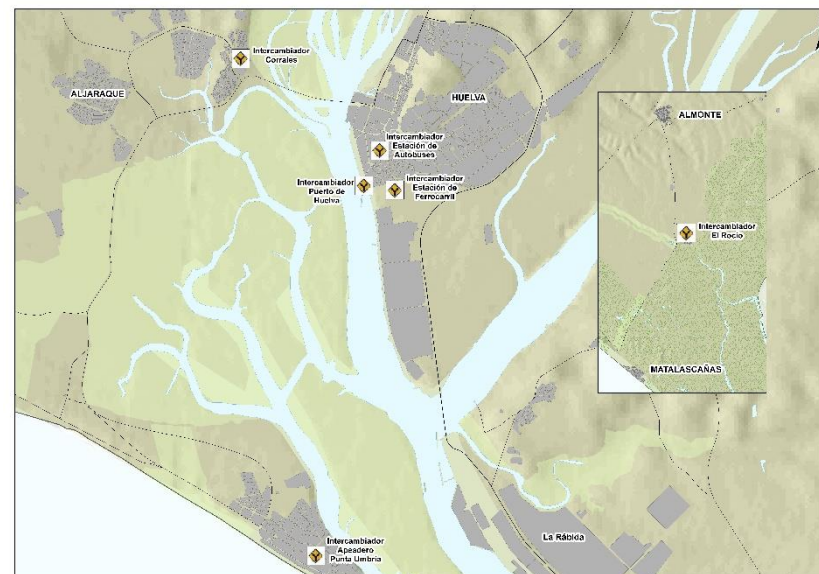 Intercambiador
Corrales
ALJARAQUE
HUELVA
Intercambiador
Estación de
Autobuses
Intercambiador
Puerto de
Huelva
Intercambiador
Estación de
Ferrocarril
ALMONTE
Intercambiador
El Rocío
MATALASCAÑAS
La Rábida
Intercambiador
Apeadero
Punta Umbría